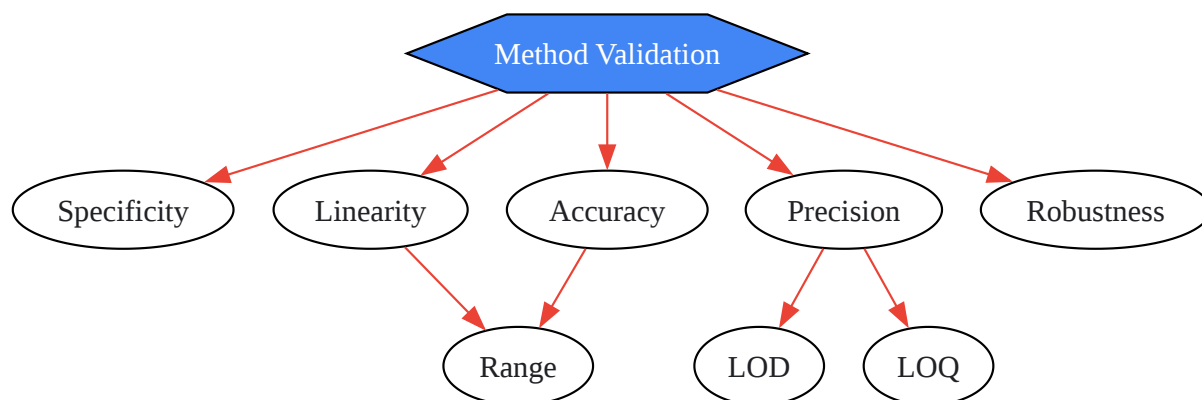 Method Validation
Specificity
Linearity
Accuracy
Precision
Robustness
Range
LOD
LOQ